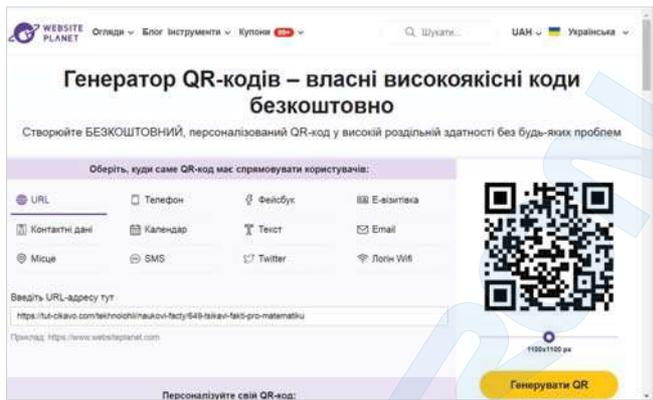 WEBSITE PLANET
Огляди Блог Інструменти Купони 99+
Шукати...
UAH Українська
Генератор QR-кодів – власні високоякісні коди
безкоштовно
Створюйте БЕЗКОШТОВНИЙ, персоналізований QR-код у високій роздільній здатності без будь-яких проблем
Оберіть, куди саме QR-код має спрямовувати користувачів:
URL Телефон Фейсбук E-візитівка
Контактні дані Календар Текст Email
Місце SMS Twitter Логін Wifi
Введіть URL-адресу тут
https://tut-cikavo.com/tekhnolohii/naukovi-facty/649-tsikavi-fakti-pro-matematiku
Приклад: https://www.websiteplanet.com
1100x1100 px
Генерувати QR
Персоналізуйте свій QR-код: